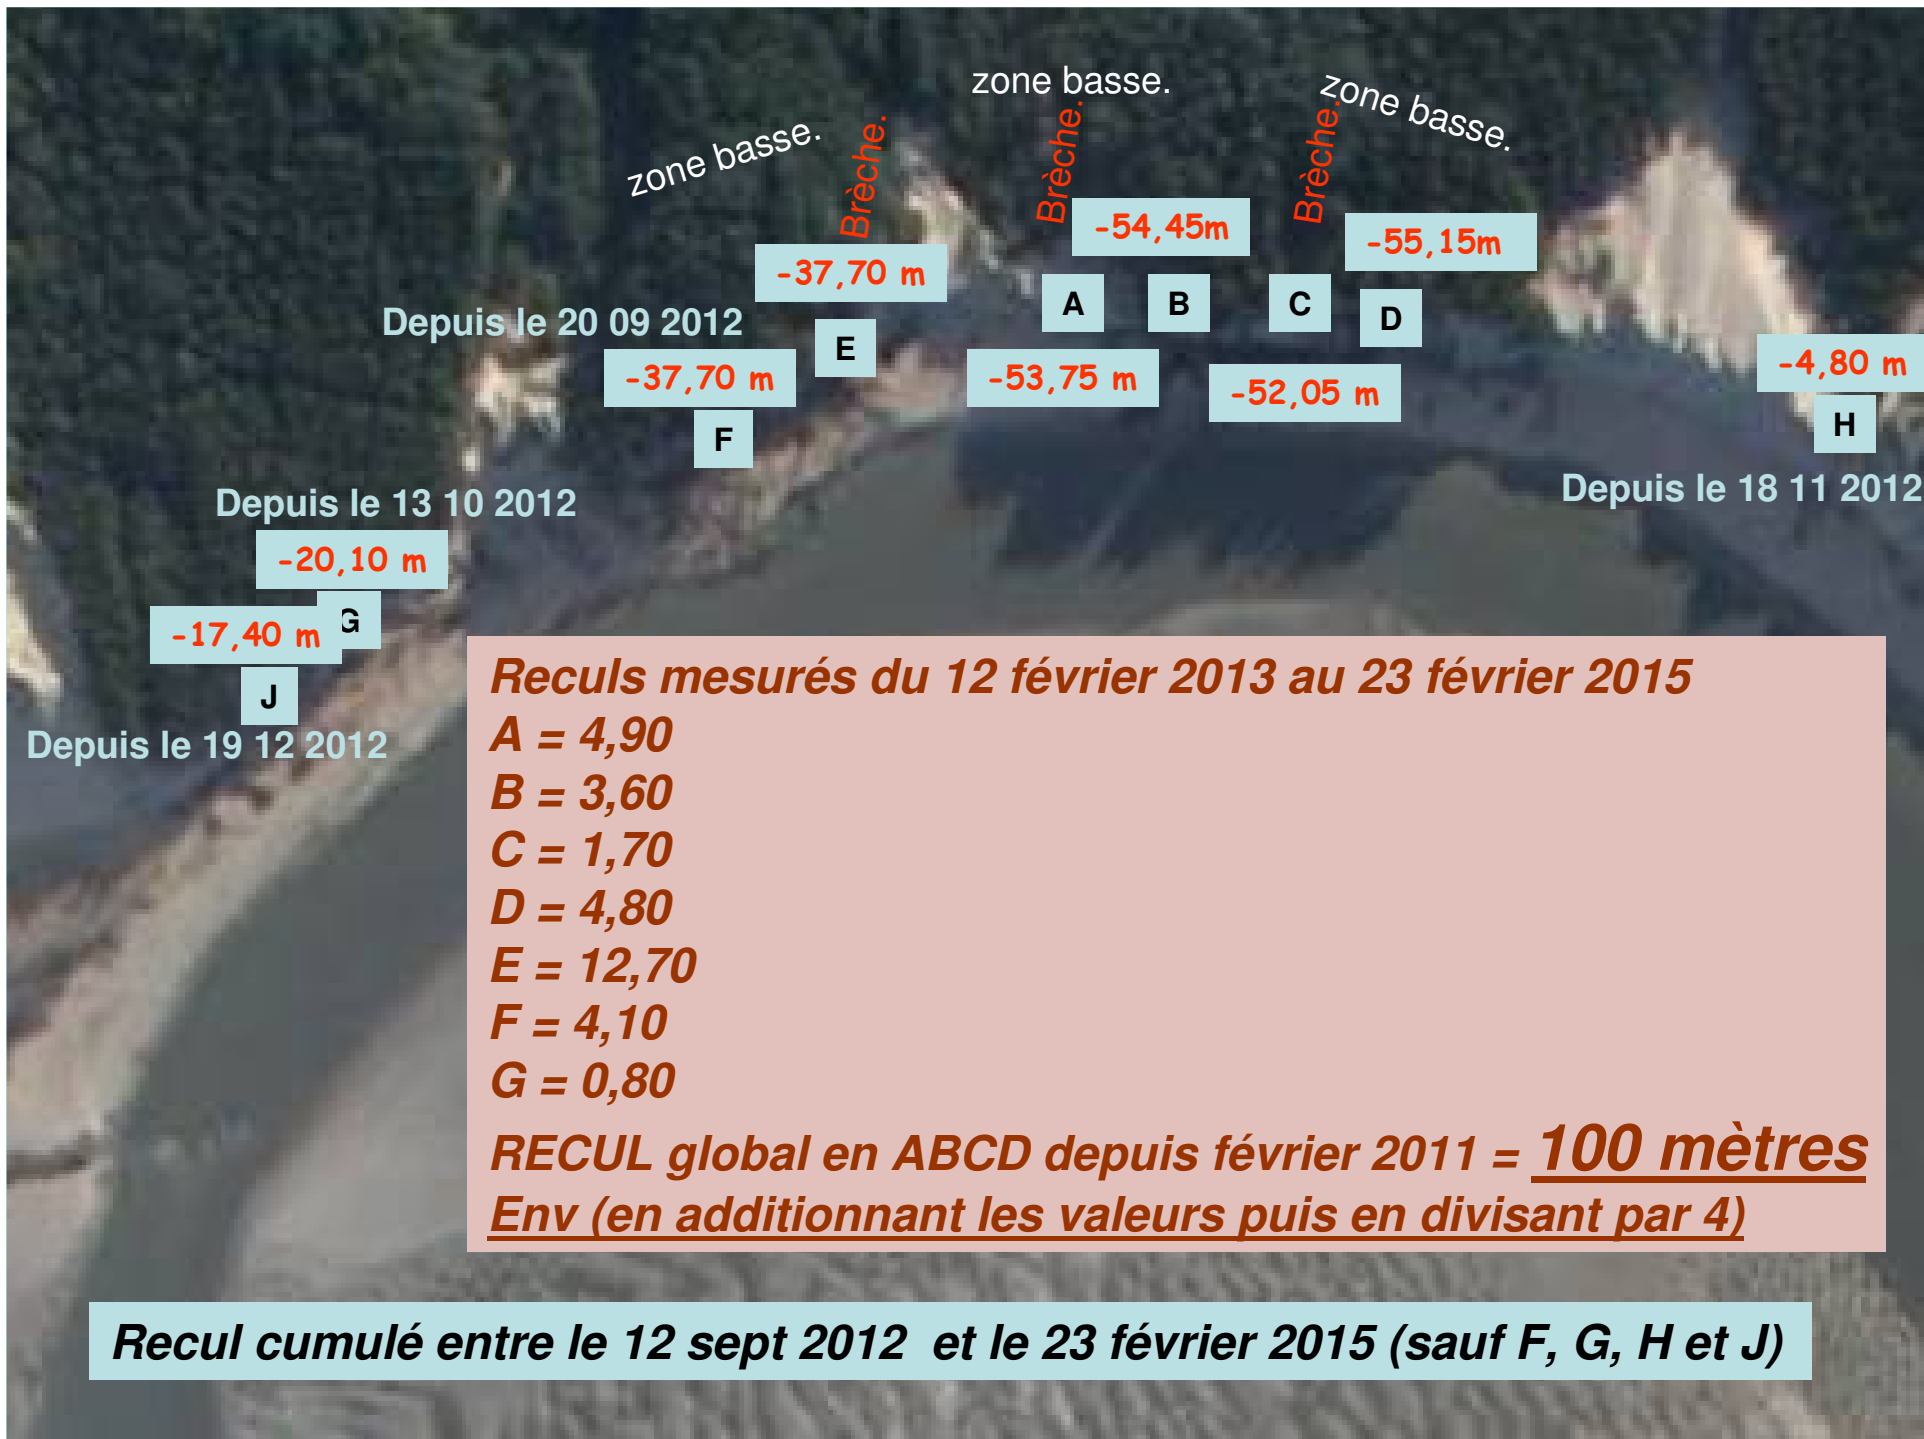 zone basse.
zone basse.
zone basse.
Brèche.
Brèche.
Brèche.
-54,45m
-55,15m
-37,70 m
A
B
C
D
Depuis le 20 09 2012
E
-37,70 m
-53,75 m
-52,05 m
-4,80 m
F
H
Depuis le 18 11 2012
Depuis le 13 10 2012
-20,10 m
G
-17,40 m
J
Depuis le 19 12 2012
Reculs mesurés du 12 février 2013 au 23 février 2015
A = 4,90
B = 3,60
C = 1,70
D = 4,80
E = 12,70
F = 4,10
G = 0,80
RECUL global en ABCD depuis février 2011 = 100 mètres
Env (en additionnant les valeurs puis en divisant par 4)
Recul cumulé entre le 12 sept 2012 et le 23 février 2015 (sauf F, G, H et J)